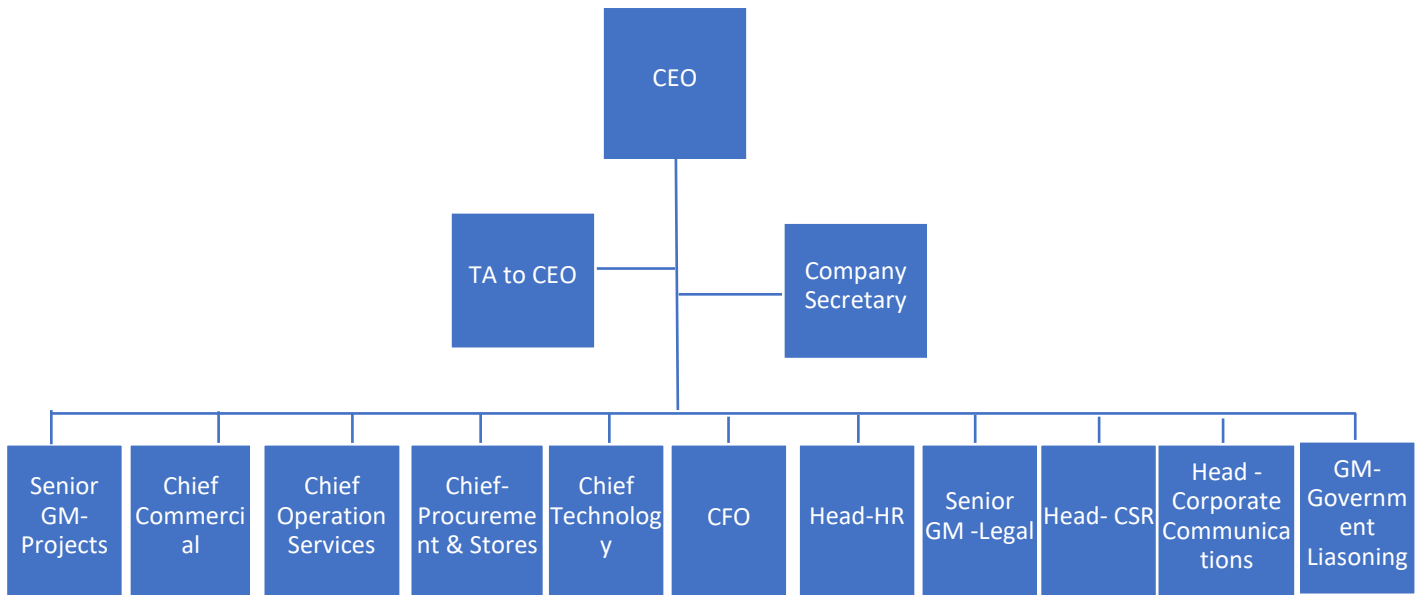 CEO
TA to CEO
Company
Secretary
Senior
GM-
Projects
Chief
Commerci
al
Chief
Operation
Services
Chief-
Procureme
nt & Stores
Chief
Technolog
y
CFO
Head-HR
Senior
GM -Legal
Head- CSR
Head -
Corporate
Communica
tions
GM-
Governm
ent
Liasoning